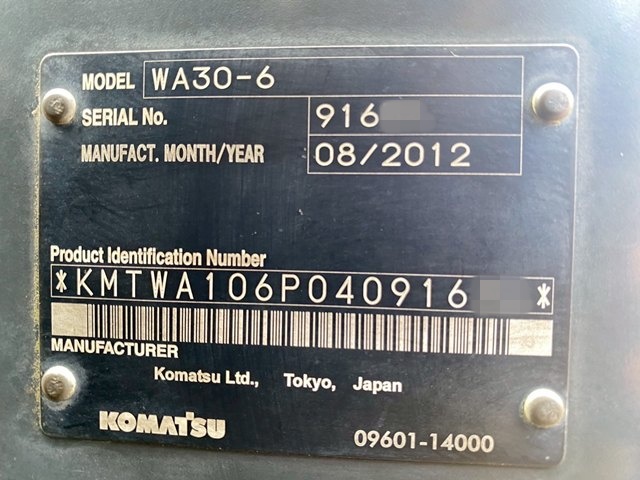 MODEL WA30-6
SERIAL No. 916
MANUFACT. MONTH/YEAR 08/2012
Product Identification Number
*KMTWA106P040916 *
MANUFACTURER
Komatsu Ltd., Tokyo, Japan
KOMATSU
09601-14000